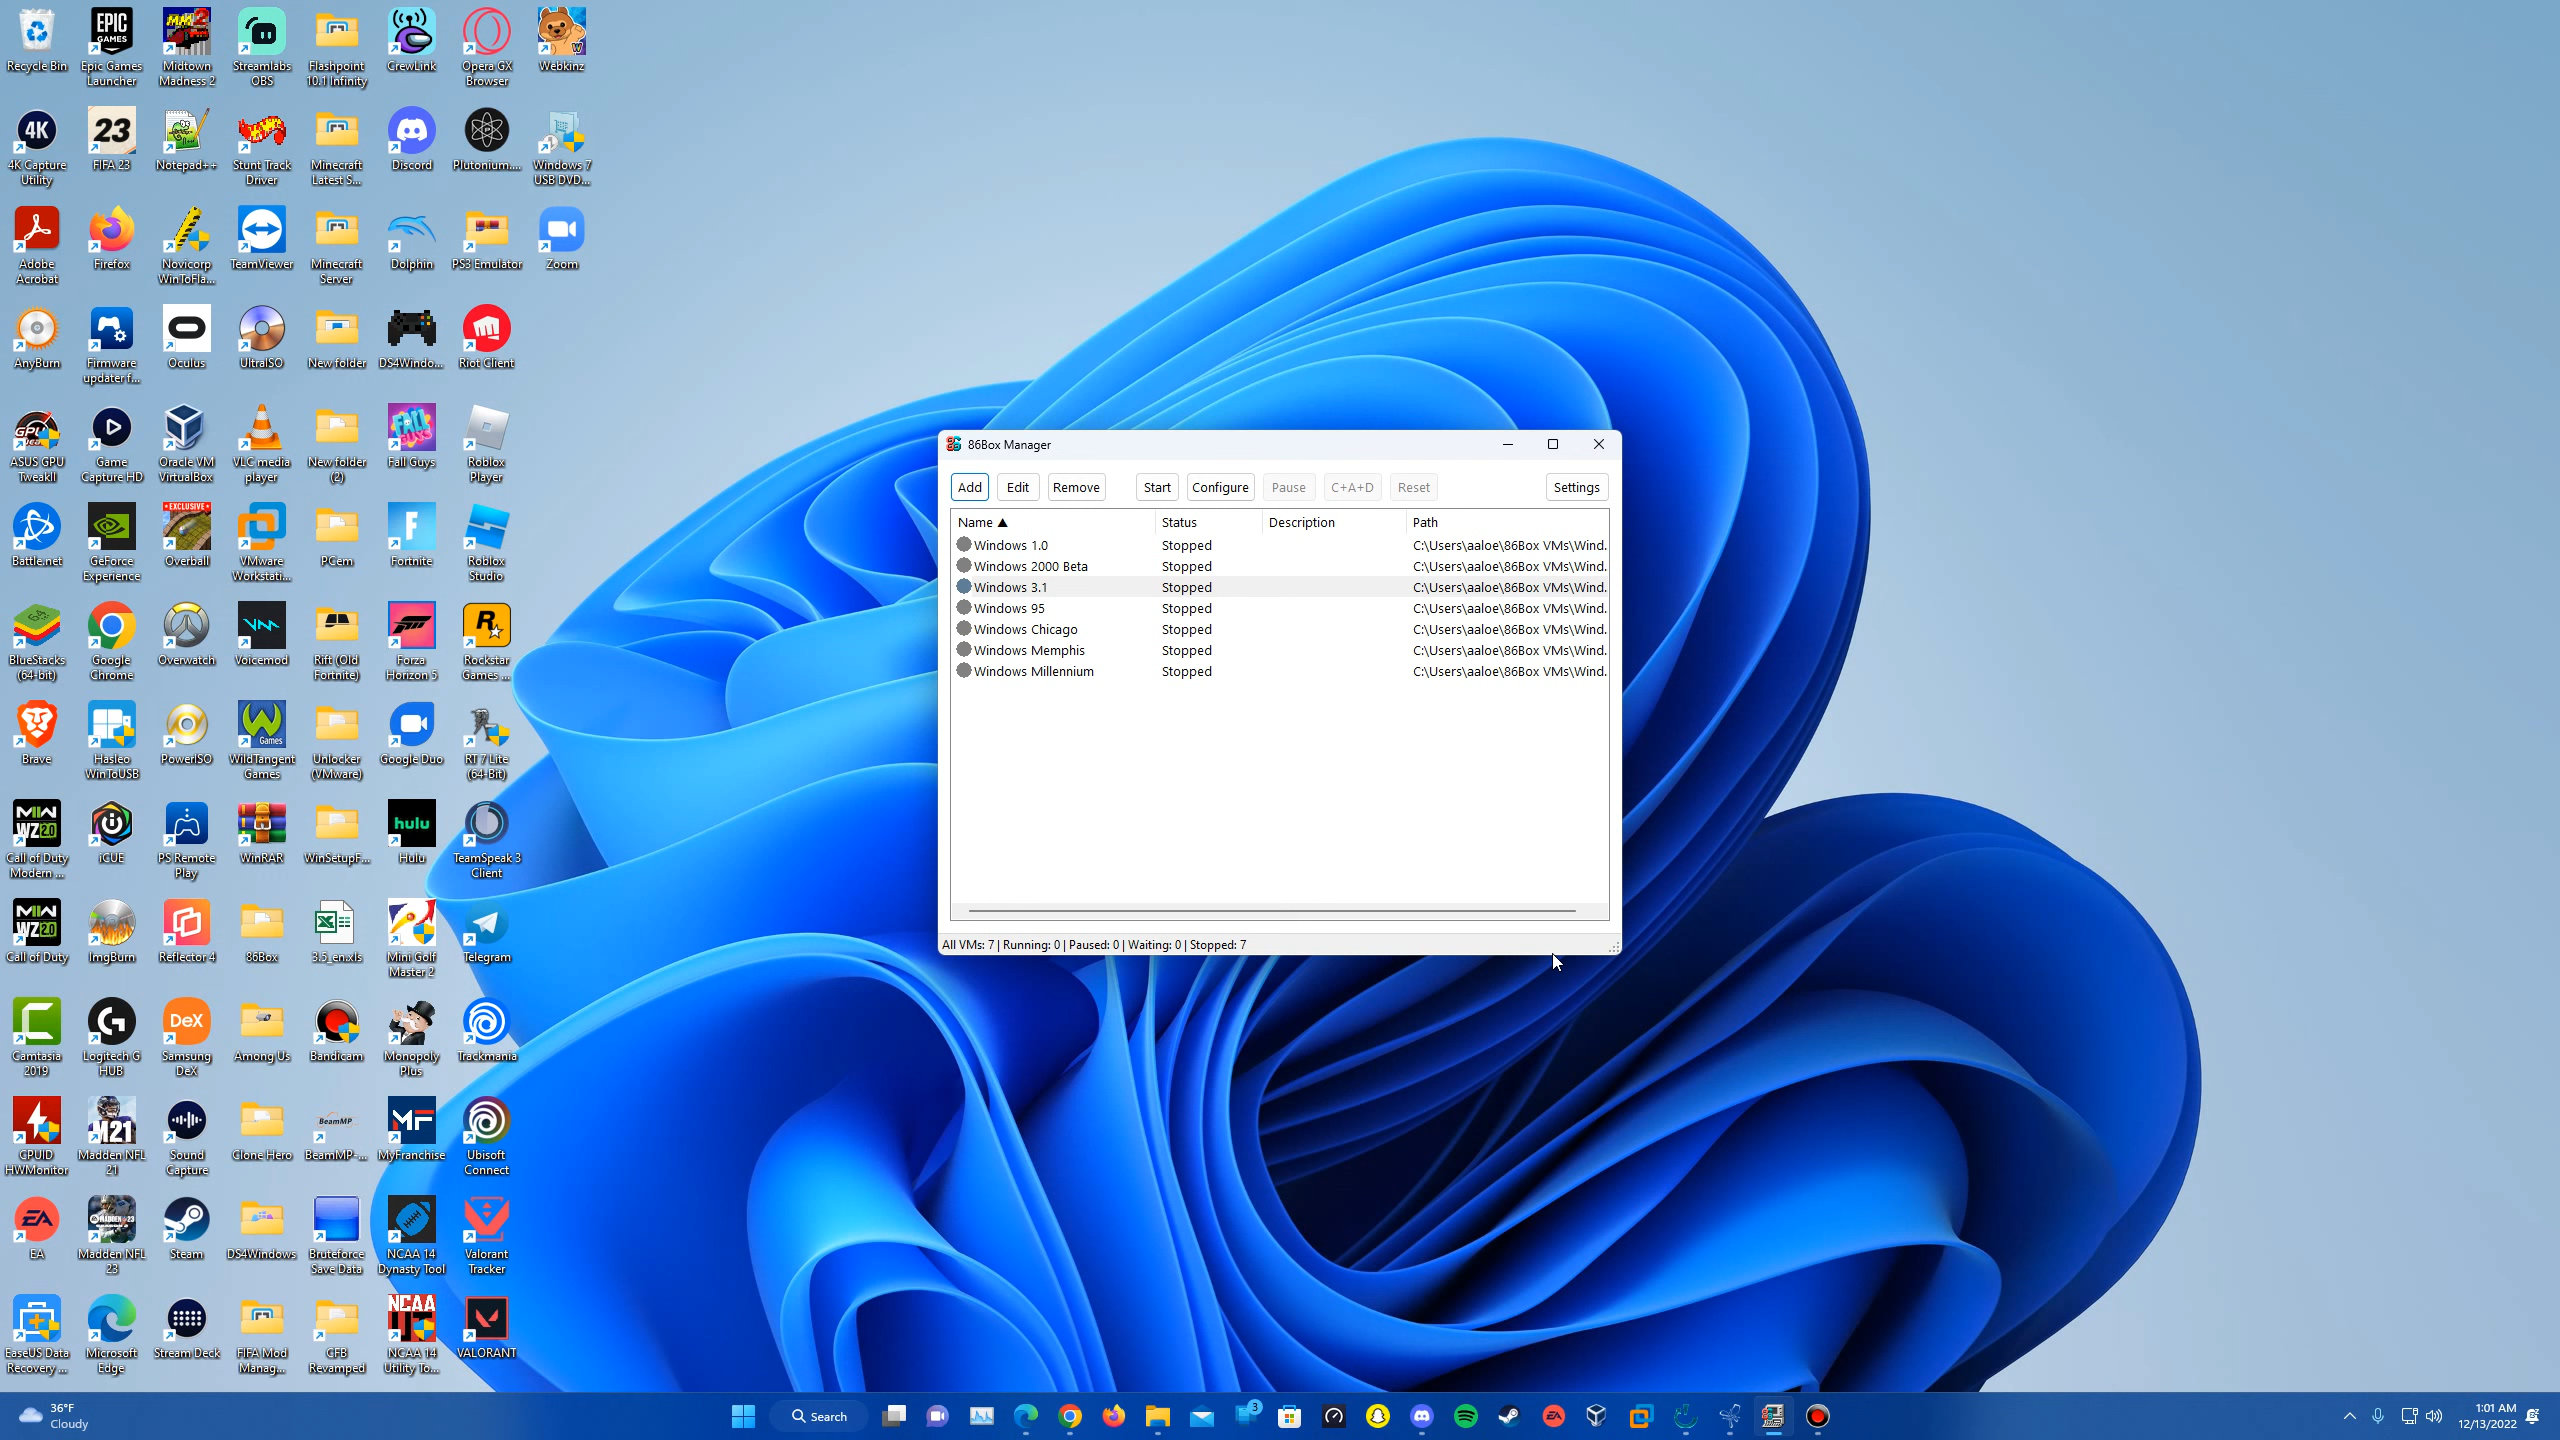 Recycle Bin
Epic Games
Launcher
Midtown
Madness 2
Streamlabs
OBS
Flashpoint
10.1 Infinity
CrewLink
Opera GX
Browser
Webkinz
4K Capture
Utility
FIFA 23
Notepad++
Stunt Track
Driver
Minecraft
Latest S...
Discord
Plutonium....
Windows 7
USB DVD...
Adobe
Acrobat
Firefox
Novicorp
WinToFla...
TeamViewer
Minecraft
Server
Dolphin
PS3 Emulator
Zoom
AnyBurn
Firmware
updater f...
Oculus
UltraISO
New folder
DS4Windo...
Riot Client
ASUS GPU
TweakII
Game
Capture HD
Oracle VM
VirtualBox
VLC media
player
New folder
(2)
Fall Guys
Roblox
Player
Battle.net
GeForce
Experience
Overball
VMware
Workstati...
PCem
Fortnite
Roblox
Studio
BlueStacks
(64-bit)
Google
Chrome
Overwatch
Voicemod
Rift (Old
Fortnite)
Forza
Horizon 5
Rockstar
Games ...
Brave
Hasleo
WinToUSB
PowerISO
WildTangent
Games
Unlocker
(VMware)
Google Duo
RT 7 Lite
(64-Bit)
Call of Duty
Modern ...
iCUE
PS Remote
Play
WinRAR
WinSetupF...
Hulu
TeamSpeak 3
Client
Call of Duty
ImgBurn
Reflector 4
86Box
3.5_en.xls
Mini Golf
Master 2
Telegram
Camtasia
2019
Logitech G
HUB
Samsung
DeX
Among Us
Bandicam
Monopoly
Plus
Trackmania
CPUID
HWMonitor
Madden NFL
21
Sound
Capture
Clone Hero
BeamMP-...
MyFranchise
Ubisoft
Connect
EA
Madden NFL
23
Steam
DS4Windows
Bruteforce
Save Data
NCAA 14
Dynasty Tool
Valorant
Tracker
EaseUS Data
Recovery ...
Microsoft
Edge
Stream Deck
FIFA Mod
Manag...
CFB
Revamped
NCAA 14
Utility To...
VALORANT
86Box Manager
Add Edit Remove Start Configure Pause C+A+D Reset Settings
Name Status Description Path
Windows 1.0 Stopped C:\Users\aaloe\86Box VMs\Wind.
Windows 2000 Beta Stopped C:\Users\aaloe\86Box VMs\Wind.
Windows 3.1 Stopped C:\Users\aaloe\86Box VMs\Wind.
Windows 95 Stopped C:\Users\aaloe\86Box VMs\Wind.
Windows Chicago Stopped C:\Users\aaloe\86Box VMs\Wind.
Windows Memphis Stopped C:\Users\aaloe\86Box VMs\Wind.
Windows Millennium Stopped C:\Users\aaloe\86Box VMs\Wind.
All VMs: 7 | Running: 0 | Paused: 0 | Waiting: 0 | Stopped: 7
36°F
Cloudy
Search
3
1:01 AM
12/13/2022